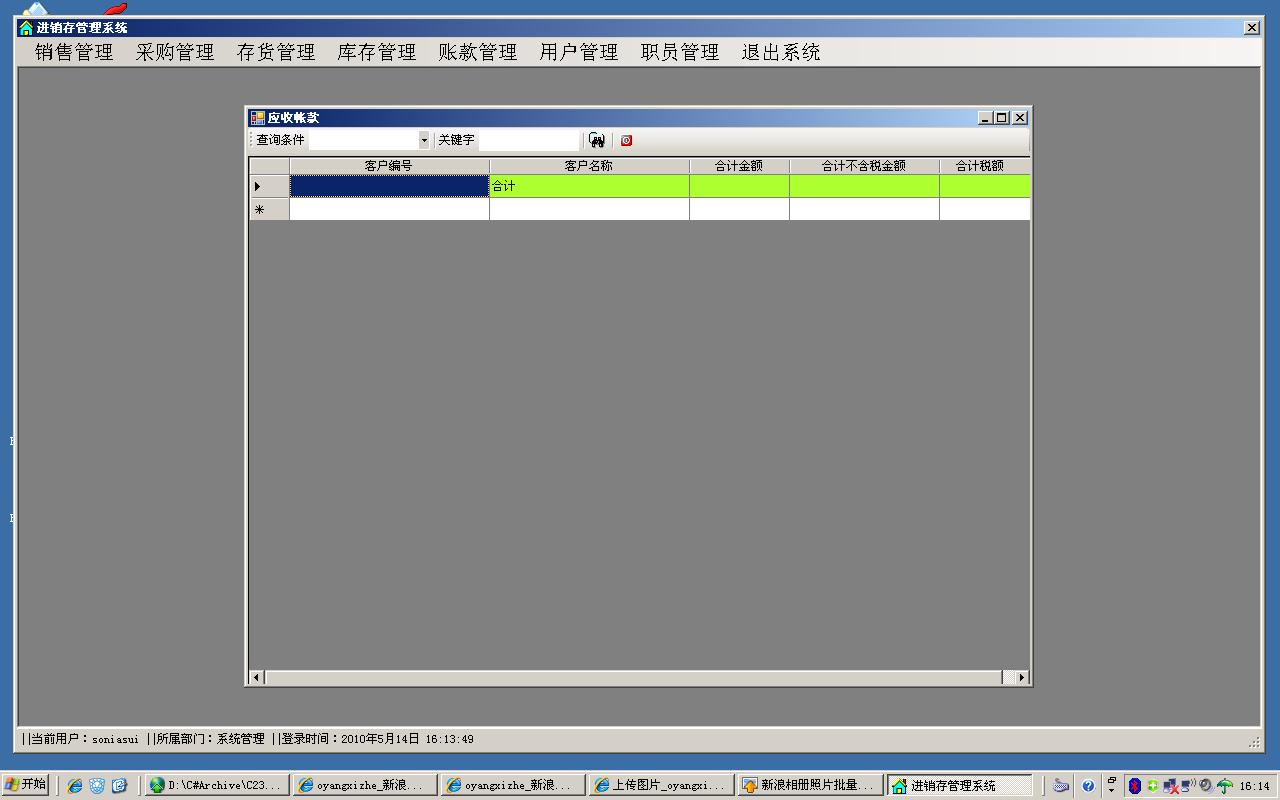 进销存管理系统
销售管理 采购管理 存货管理 库存管理 账款管理 用户管理 职员管理 退出系统
应收帐款
查询条件 关键字
客户编号 客户名称 合计金额 合计不含税金额 合计税额
合计
||当前用户：soniasui ||所属部门：系统管理 ||登录时间：2010年5月14日 16:13:49
开始 D:\C#Archive\C23... oyangxizhe_新浪... oyangxizhe_新浪... 上传图片_oyangxi... 新浪相册照片批量... 进销存管理系统 16:14